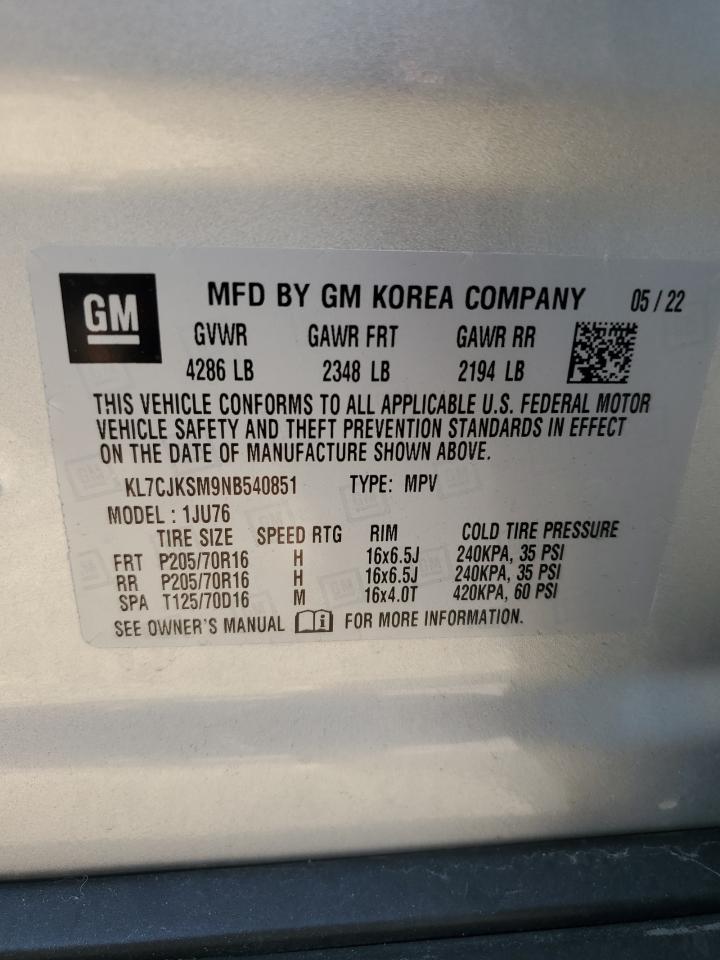 GM
MFD BY GM KOREA COMPANY 05 / 22
GVWR GAWR FRT GAWR RR
4286 LB 2348 LB 2194 LB
THIS VEHICLE CONFORMS TO ALL APPLICABLE U.S. FEDERAL MOTOR
VEHICLE SAFETY AND THEFT PREVENTION STANDARDS IN EFFECT
ON THE DATE OF MANUFACTURE SHOWN ABOVE.
KL7CJKSM9NB540851 TYPE: MPV
MODEL : 1JU76
TIRE SIZE SPEED RTG RIM COLD TIRE PRESSURE
FRT P205/70R16 H 16x6.5J 240KPA, 35 PSI
RR P205/70R16 H 16x6.5J 240KPA, 35 PSI
SPA T125/70D16 M 16x4.0T 420KPA, 60 PSI
SEE OWNER'S MANUAL i FOR MORE INFORMATION.